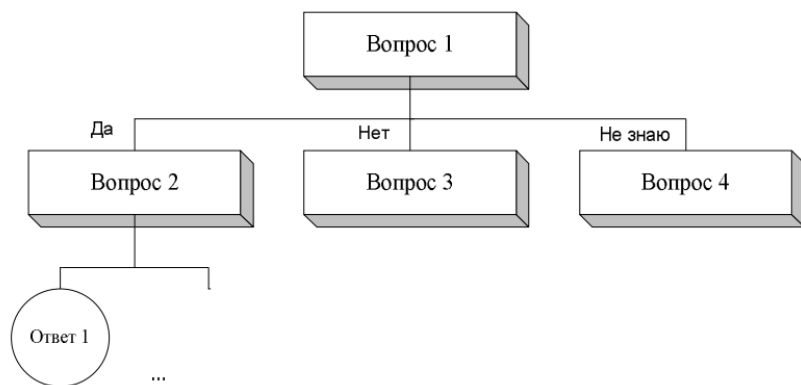 Вопрос 1
Да
Нет
Не знаю
Вопрос 2
Вопрос 3
Вопрос 4
Ответ 1
...